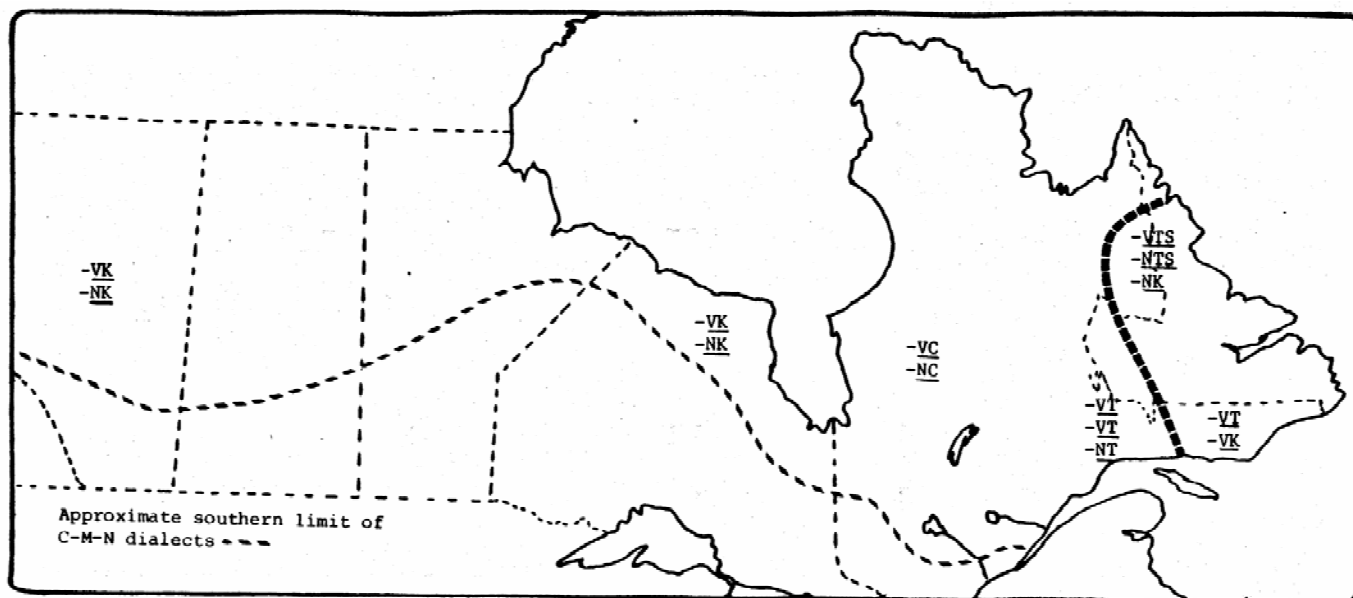 -VTS
-NTS
-NK
-VK
-NK
-VK
-NK
-VC
-NC
-VT
-VT
-NT
-VT
-VK
Approximate southern limit of
C-M-N dialects ---